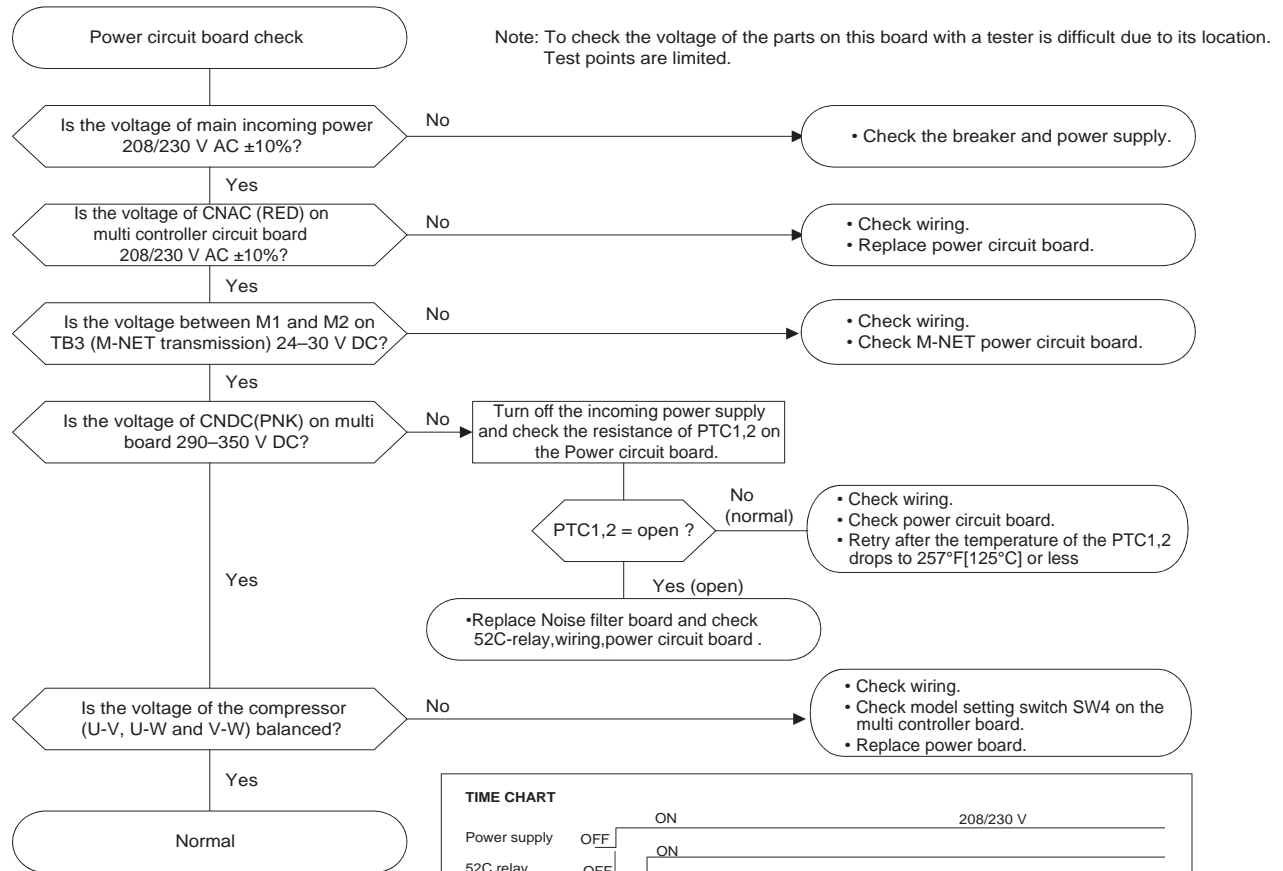 Power circuit board check
Note: To check the voltage of the parts on this board with a tester is difficult due to its location.
Test points are limited.
Is the voltage of main incoming power
208/230 V AC ±10%?
No
• Check the breaker and power supply.
Yes
Is the voltage of CNAC (RED) on
multi controller circuit board
208/230 V AC ±10%?
No
• Check wiring.
• Replace power circuit board.
Yes
Is the voltage between M1 and M2 on
TB3 (M-NET transmission) 24–30 V DC?
No
• Check wiring.
• Check M-NET power circuit board.
Yes
Is the voltage of CNDC(PNK) on multi
board 290–350 V DC?
No
Turn off the incoming power supply
and check the resistance of PTC1,2 on
the Power circuit board.
PTC1,2 = open ?
No
(normal)
• Check wiring.
• Check power circuit board.
• Retry after the temperature of the PTC1,2
drops to 257°F[125°C] or less
Yes
Yes (open)
•Replace Noise filter board and check
52C-relay,wiring,power circuit board .
Is the voltage of the compressor
(U-V, U-W and V-W) balanced?
No
• Check wiring.
• Check model setting switch SW4 on the
multi controller board.
• Replace power board.
Yes
Normal
TIME CHART
ON
208/230 V
Power supply
OFF
ON
52C relay
OFF